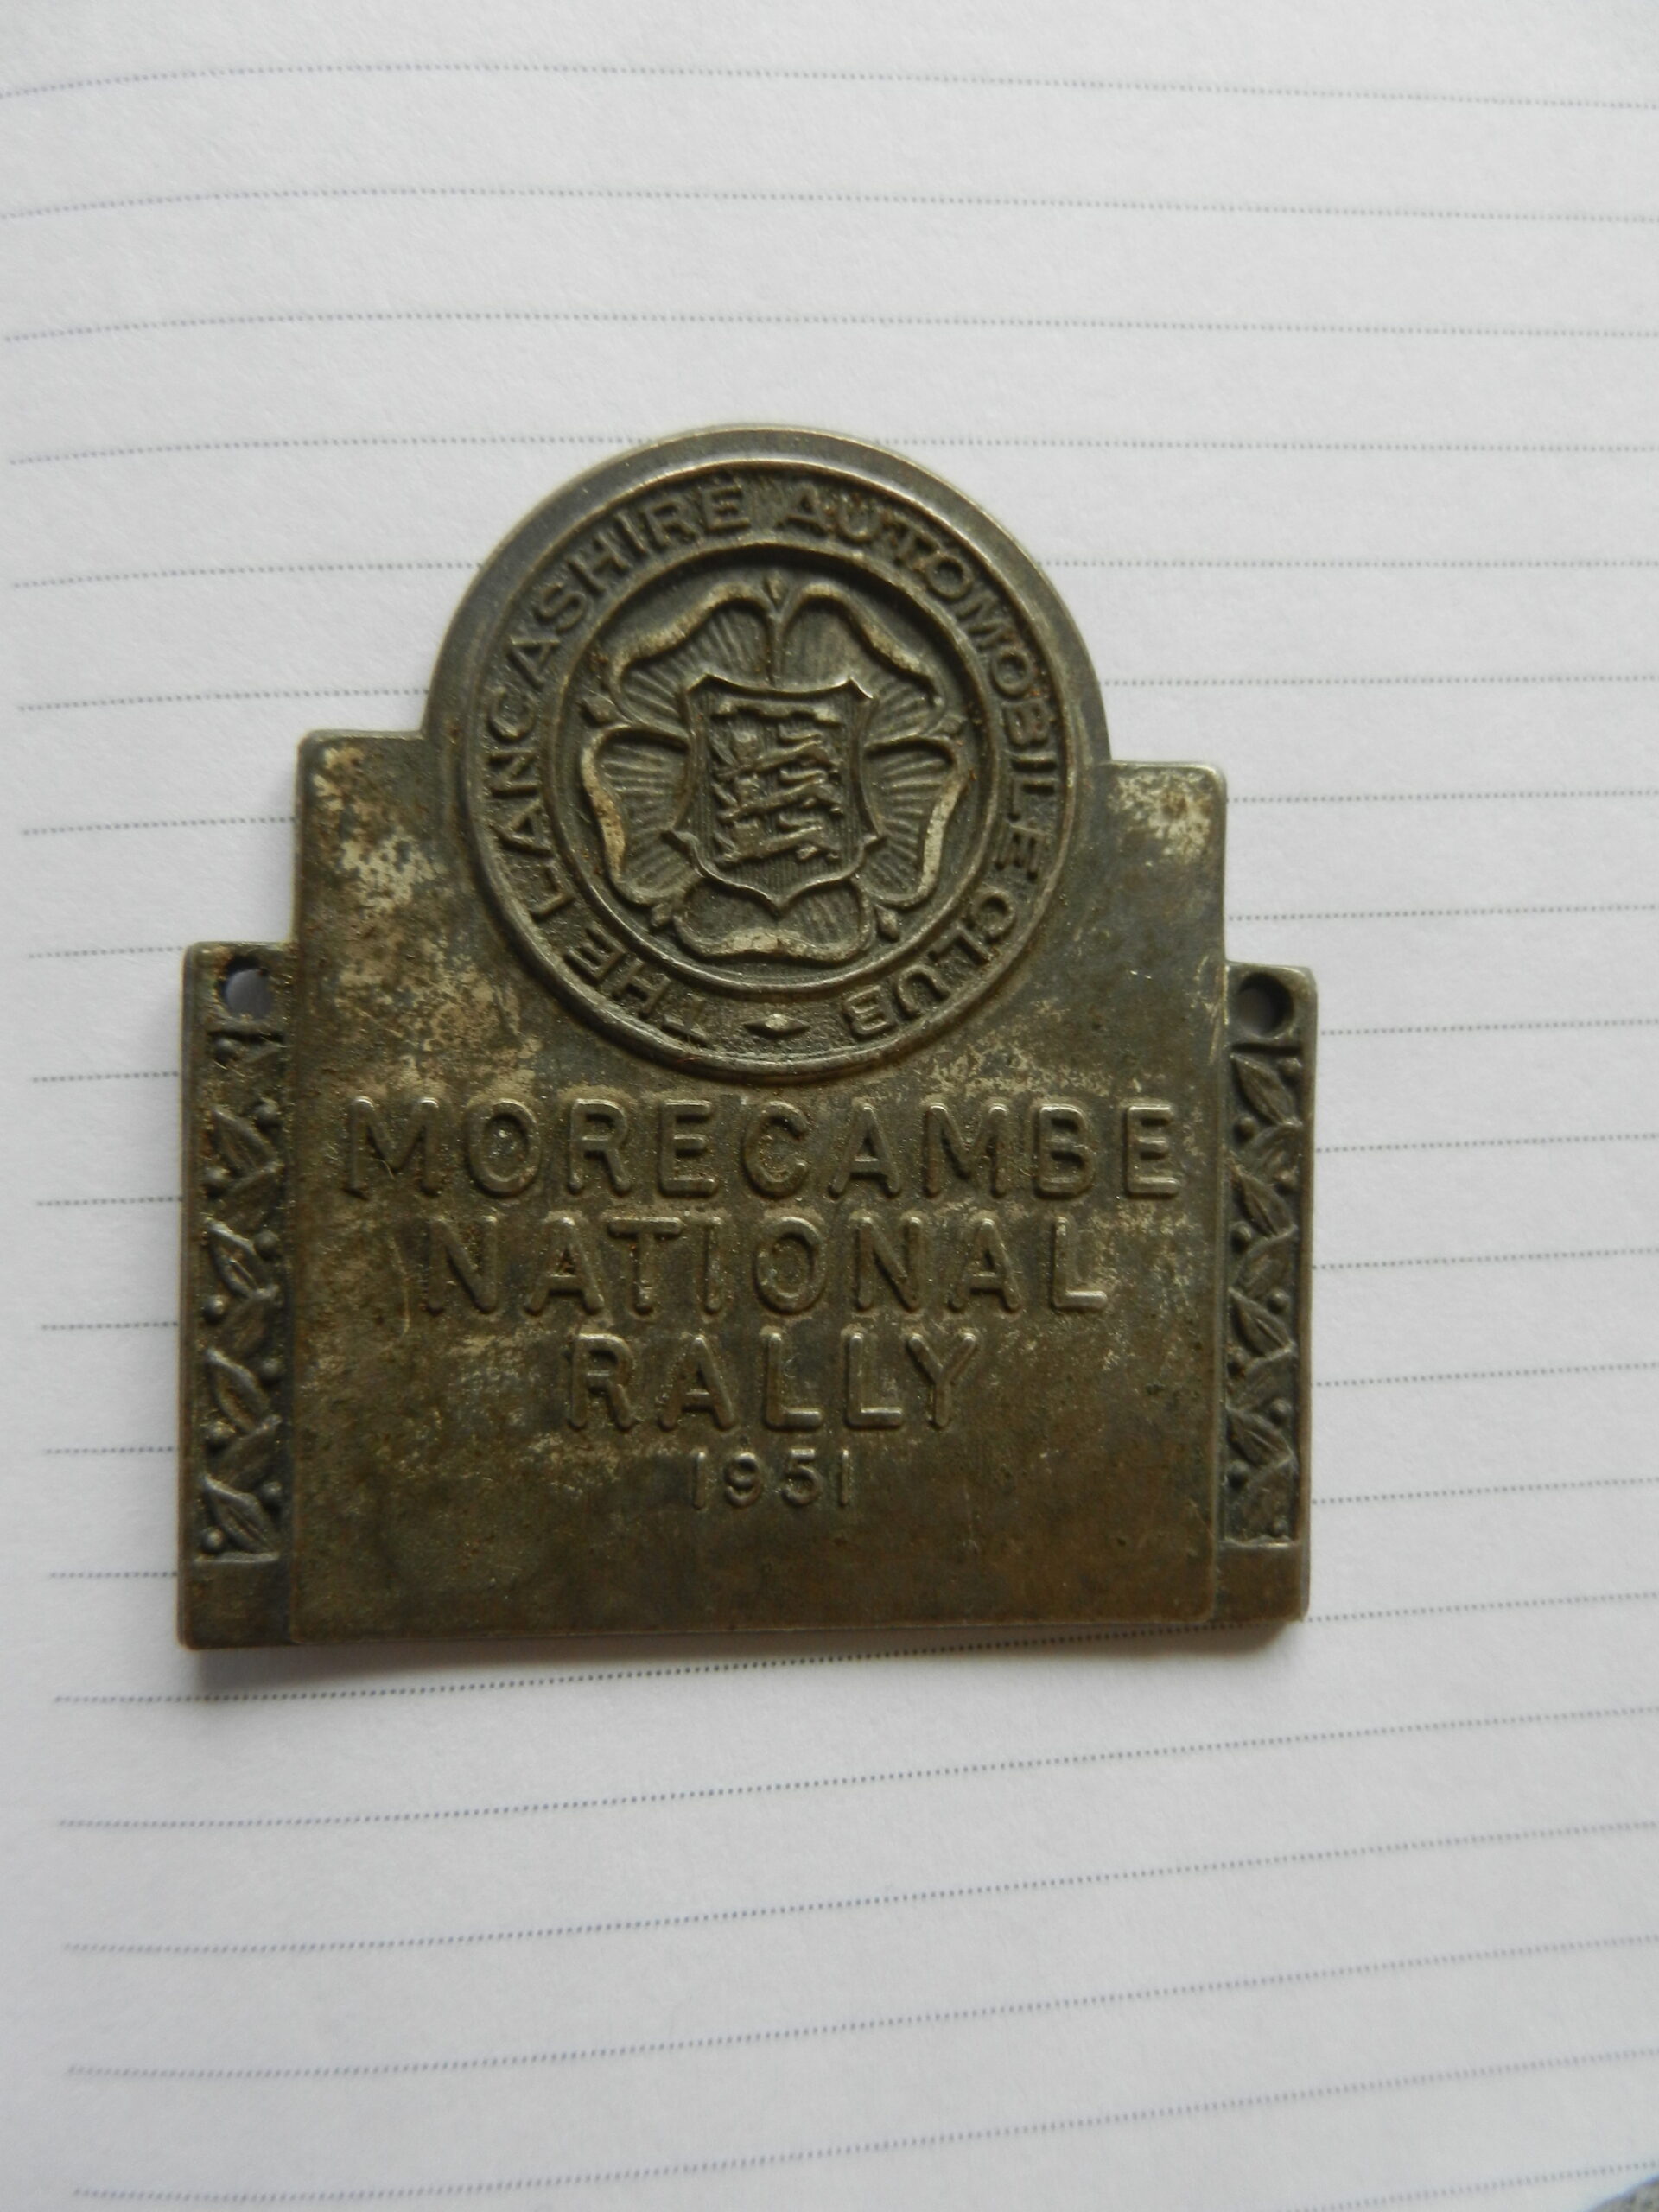 THE LANCASHIRE AUTOMOBILE CLUB
MORECAMBE
NATIONAL
RALLY
1951